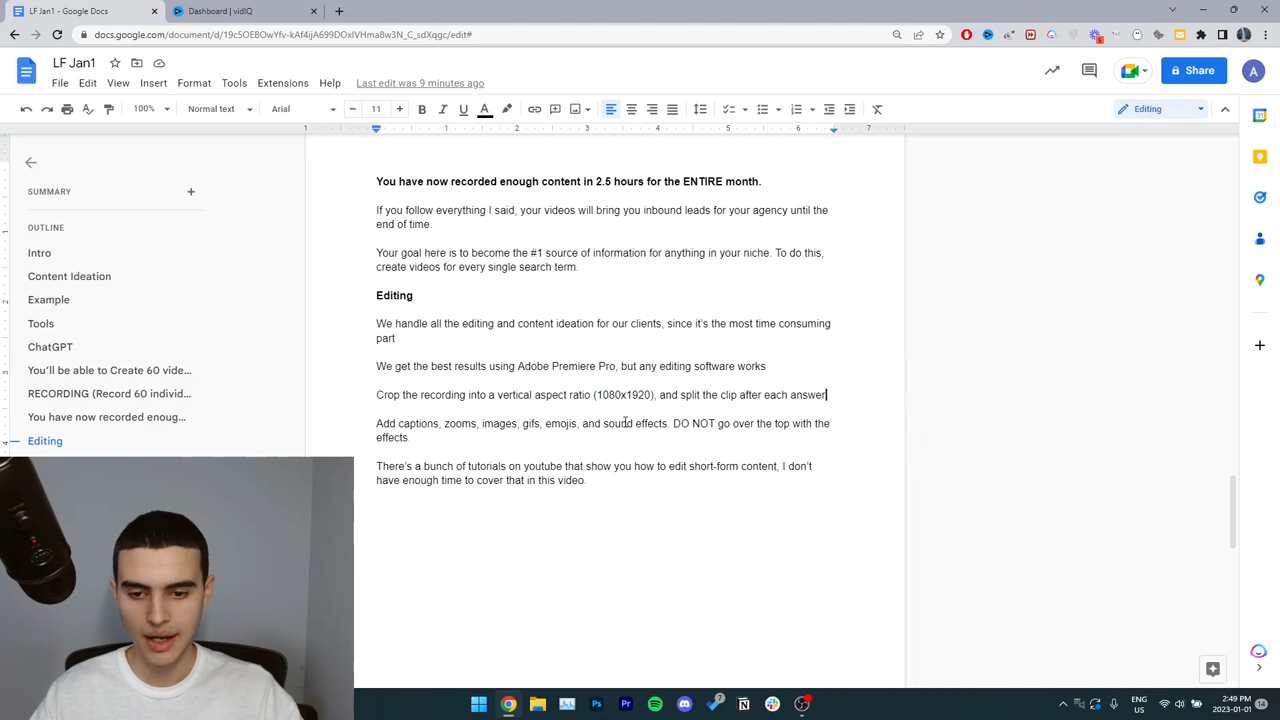 LF Jan1 - Google Docs
Dashboard | vidIQ
docs.google.com/document/d/19c5OEBOwYfv-kAf4ijA699DOxIVHma8w3N_C_sdXqgc/edit#
LF Jan1
File Edit View Insert Format Tools Extensions Help Last edit was 9 minutes ago
Share
A
100% Normal text Arial 11 Editing
1 1 2 3 4 5 6 7
SUMMARY
OUTLINE
Intro
Content Ideation
Example
Tools
ChatGPT
You'll be able to Create 60 vide...
RECORDING (Record 60 individ...
You have now recorded enoug...
Editing
You have now recorded enough content in 2.5 hours for the ENTIRE month.
If you follow everything I said, your videos will bring you inbound leads for your agency until the
end of time.
Your goal here is to become the #1 source of information for anything in your niche. To do this,
create videos for every single search term.
Editing
We handle all the editing and content ideation for our clients, since it's the most time consuming
part
We get the best results using Adobe Premiere Pro, but any editing software works
Crop the recording into a vertical aspect ratio (1080x1920), and split the clip after each answer
Add captions, zooms, images, gifs, emojis, and sound effects. DO NOT go over the top with the
effects.
There's a bunch of tutorials on youtube that show you how to edit short-form content, I don't
have enough time to cover that in this video.
ENG
US
2:49 PM
2023-01-01
14